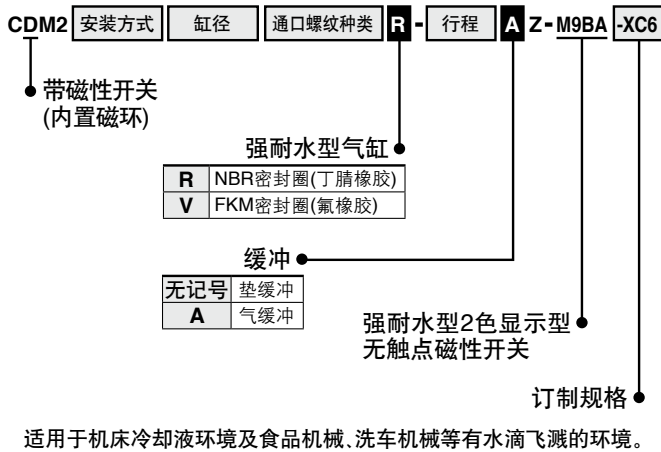 CDM2 安装方式 缸径 通口螺纹种类 R - 行程 A Z - M9BA -XC6
带磁性开关
(内置磁环)
强耐水型气缸
R NBR密封圈(丁腈橡胶)
V FKM密封圈(氟橡胶)
缓冲
无记号 垫缓冲
A 气缓冲
强耐水型2色显示型
无触点磁性开关
订制规格
适用于机床冷却液环境及食品机械、洗车机械等有水滴飞溅的环境。